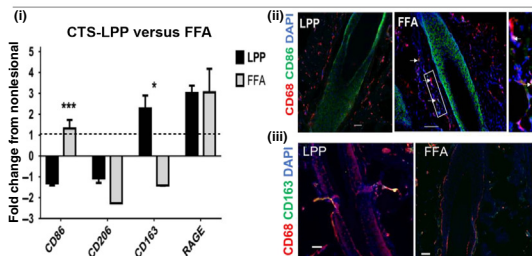 (i)
CTS-LPP versus FFA
Fold change from nonlesional
4
3
2
1
0
−1
−2
−3
***
*
LPP
FFA
CD86
CD206
CD163
RAGE
(ii)
LPP
FFA
CD68 CD86 DAPI
(iii)
LPP
FFA
CD68 CD163 DAPI